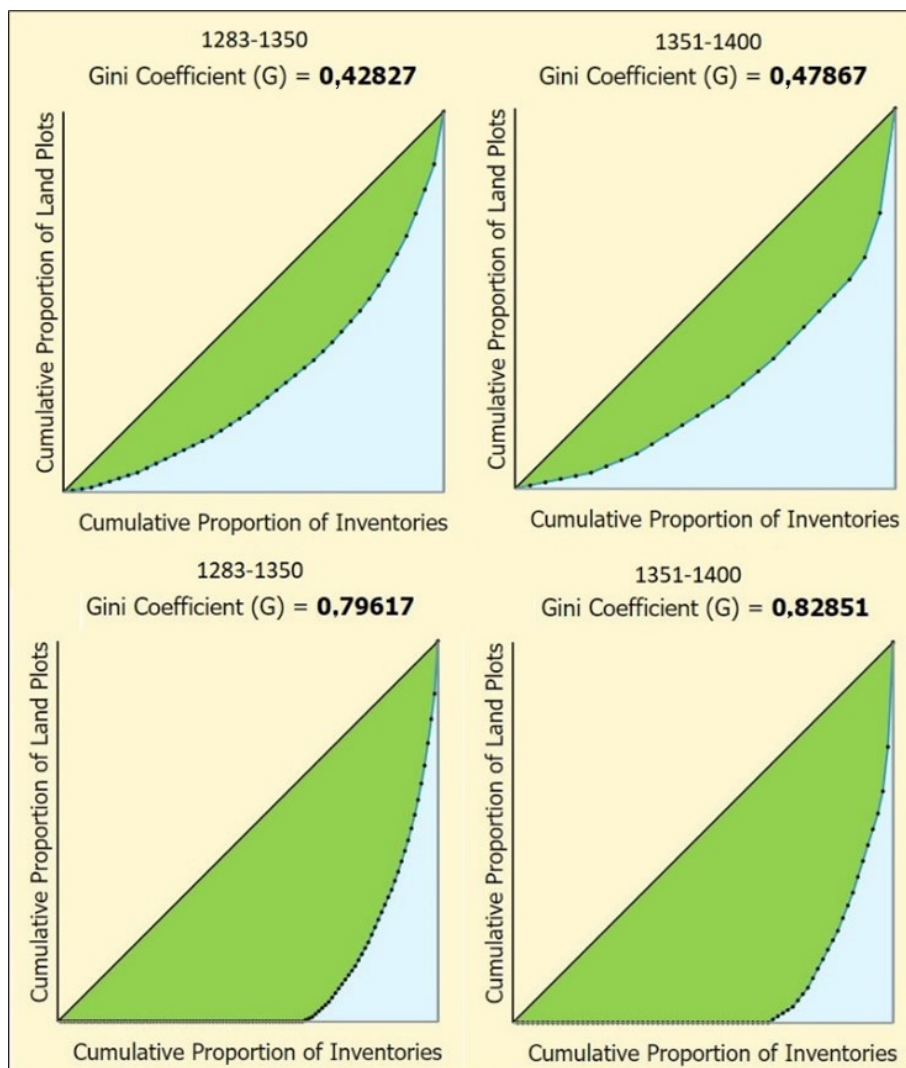 1283-1350
Gini Coefficient (G) = 0,42827
Cumulative Proportion of Land Plots
Cumulative Proportion of Inventories
1351-1400
Gini Coefficient (G) = 0,47867
Cumulative Proportion of Land Plots
Cumulative Proportion of Inventories
1283-1350
Gini Coefficient (G) = 0,79617
Cumulative Proportion of Land Plots
Cumulative Proportion of Inventories
1351-1400
Gini Coefficient (G) = 0,82851
Cumulative Proportion of Land Plots
Cumulative Proportion of Inventories